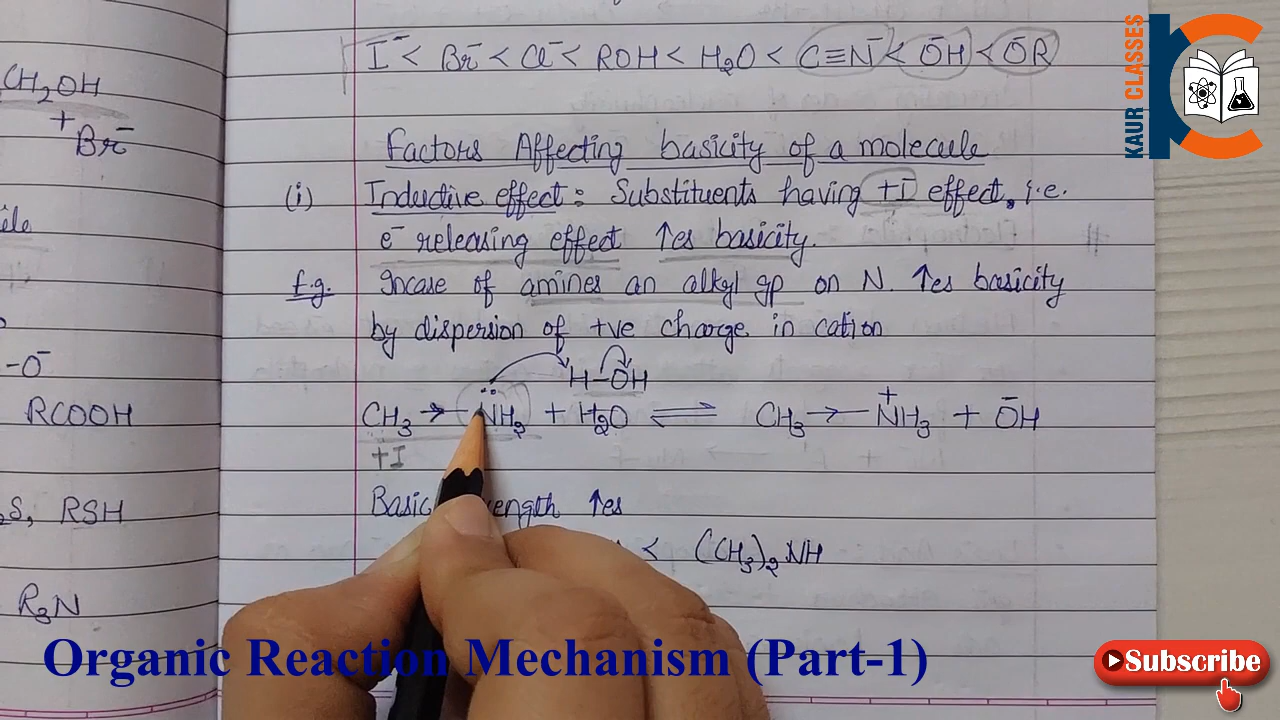 I⁻ < Br⁻ < Cl⁻ < ROH < H₂O < C≡N⁻ < ŌH < ŌR
Factors Affecting basicity of a molecule
(i) Inductive effect: Substituents having +I effect, i.e.
e⁻ releasing effect ↑es basicity.
f.g. Incase of amines an alkyl gp on N ↑es basicity
by dispersion of +ve charge in cation
H-OH
CH₃→-N̈H₂ + H₂O ⇌ CH₃→-N⁺H₃ + ŌH
+I
Basic ↑es
< (CH₃)₂NH
CH₂OH
+
Br⁻
-O⁻
RCOOH
S, RSH
R₃N
KAUR CLASSES
Organic Reaction Mechanism (Part-1)
Subscribe